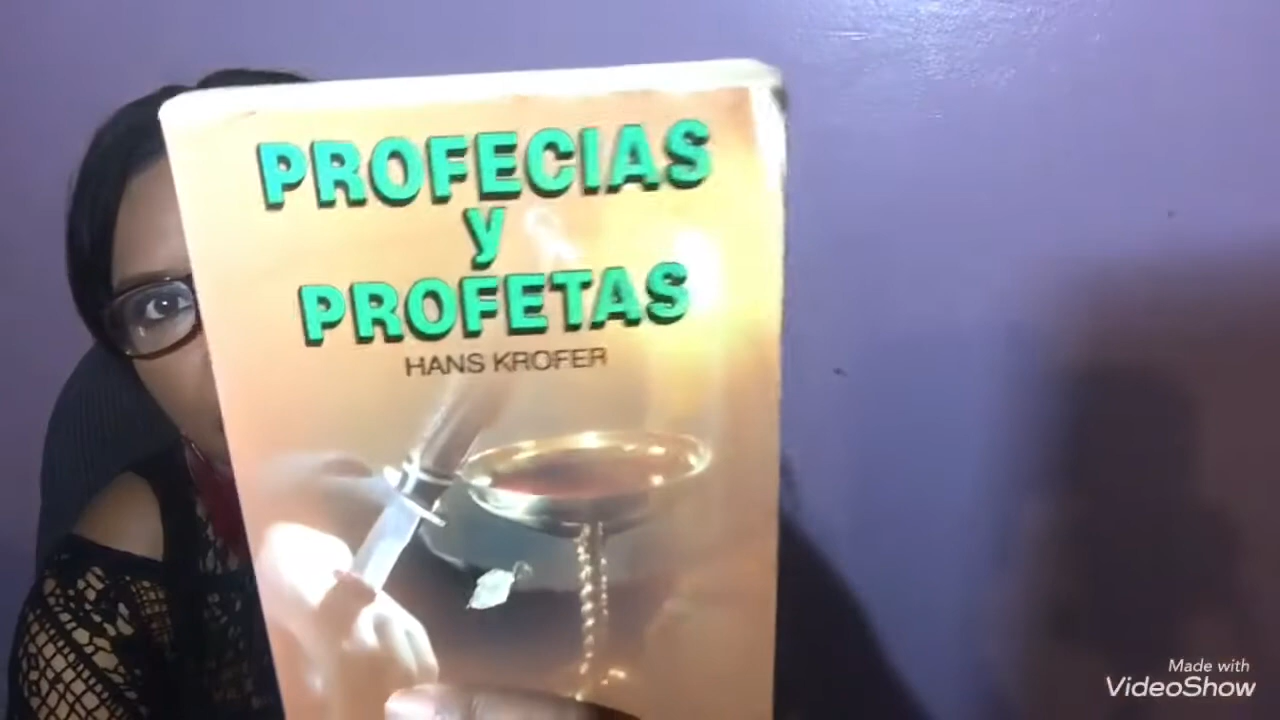 PROFECIAS
y
PROFETAS
HANS KROFER
Made with
VideoShow